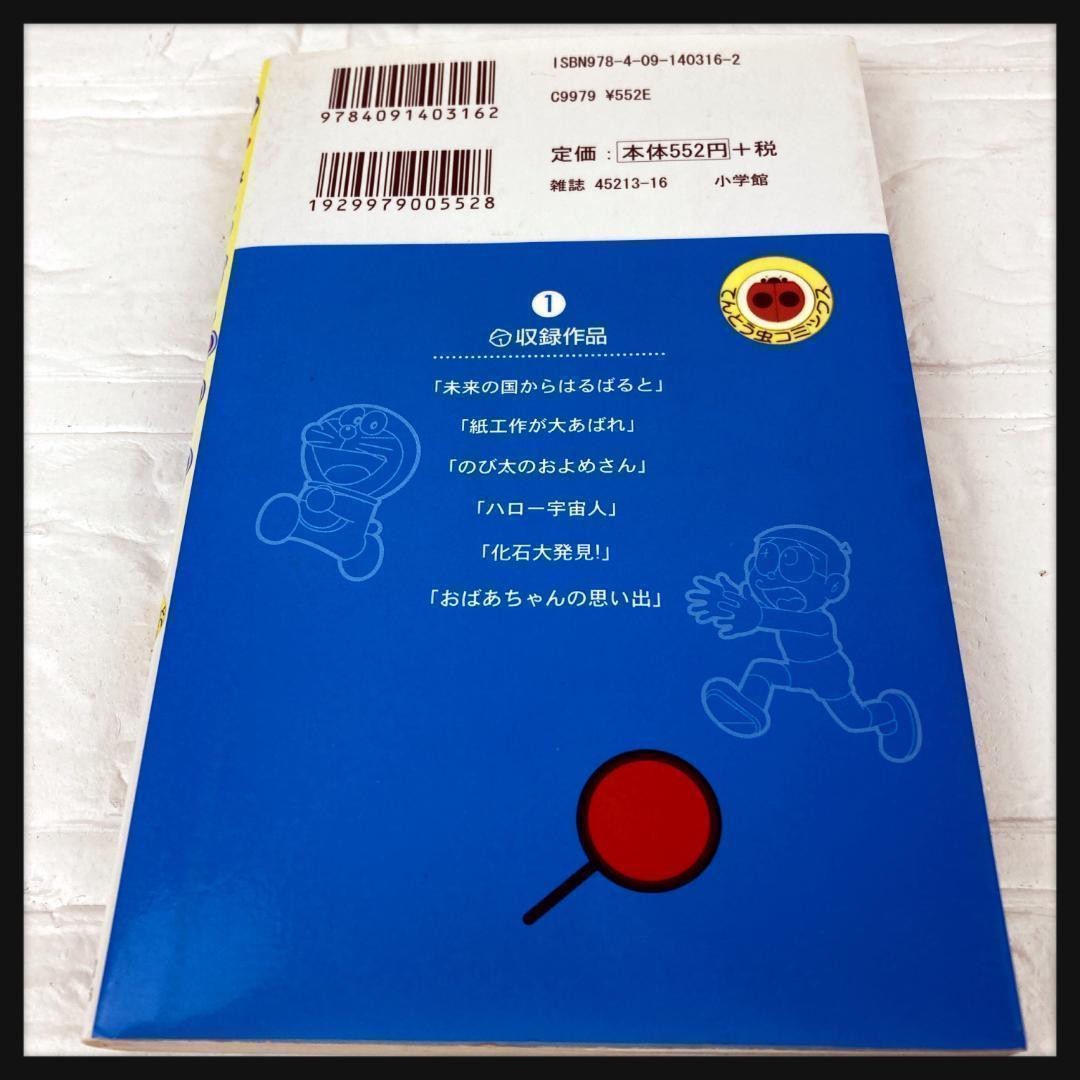 ISBN978-4-09-140316-2
9784091403162
C9979 ¥552E
定価：本体552円+税
雑誌 45213-16 小学館
1929979005528
てんとう虫コミックス
1
収録作品
「未来の国からはるばると」
「紙工作が大あばれ」
「のび太のおよめさん」
「ハロー宇宙人」
「化石大発見!」
「おばあちゃんの思い出」